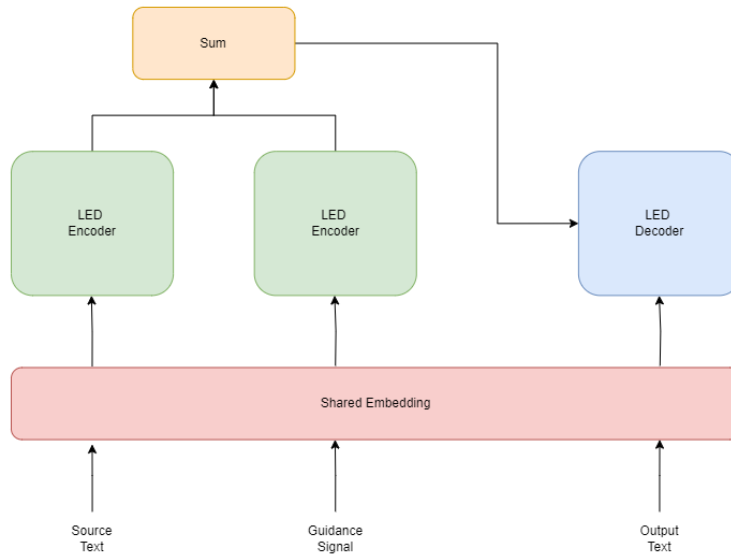 Sum
LED
Encoder
LED
Encoder
LED
Decoder
Shared Embedding
Source
Text
Guidance
Signal
Output
Text